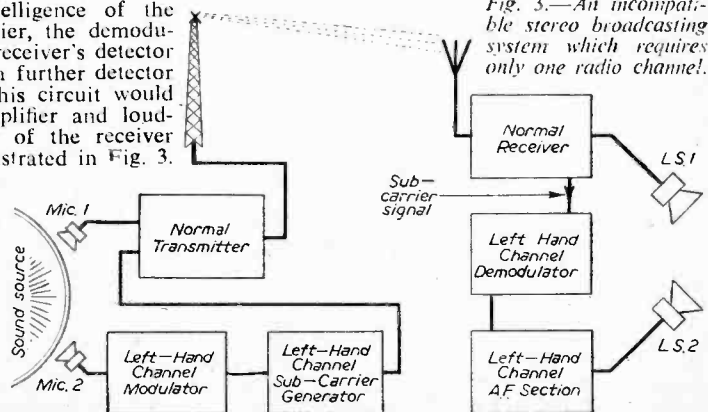 elligence of the
ier, the demodu-
receiver's detector
a further detector
his circuit would
plifier and loud-
of the receiver
strated in Fig. 3.
Fig. 3.—An incompati-
ble stereo broadcasting
system which requires
only one radio channel.
Normal
Receiver
L.S.1
Sub-
carrier
signal
Mic. 1
Normal
Transmitter
Left Hand
Channel
Demodulator
Sound source
Mic. 2
Left-Hand
Channel
Modulator
Left-Hand
Channel
Sub-Carrier
Generator
Left-Hand
Channel
A.F Section
L.S.2